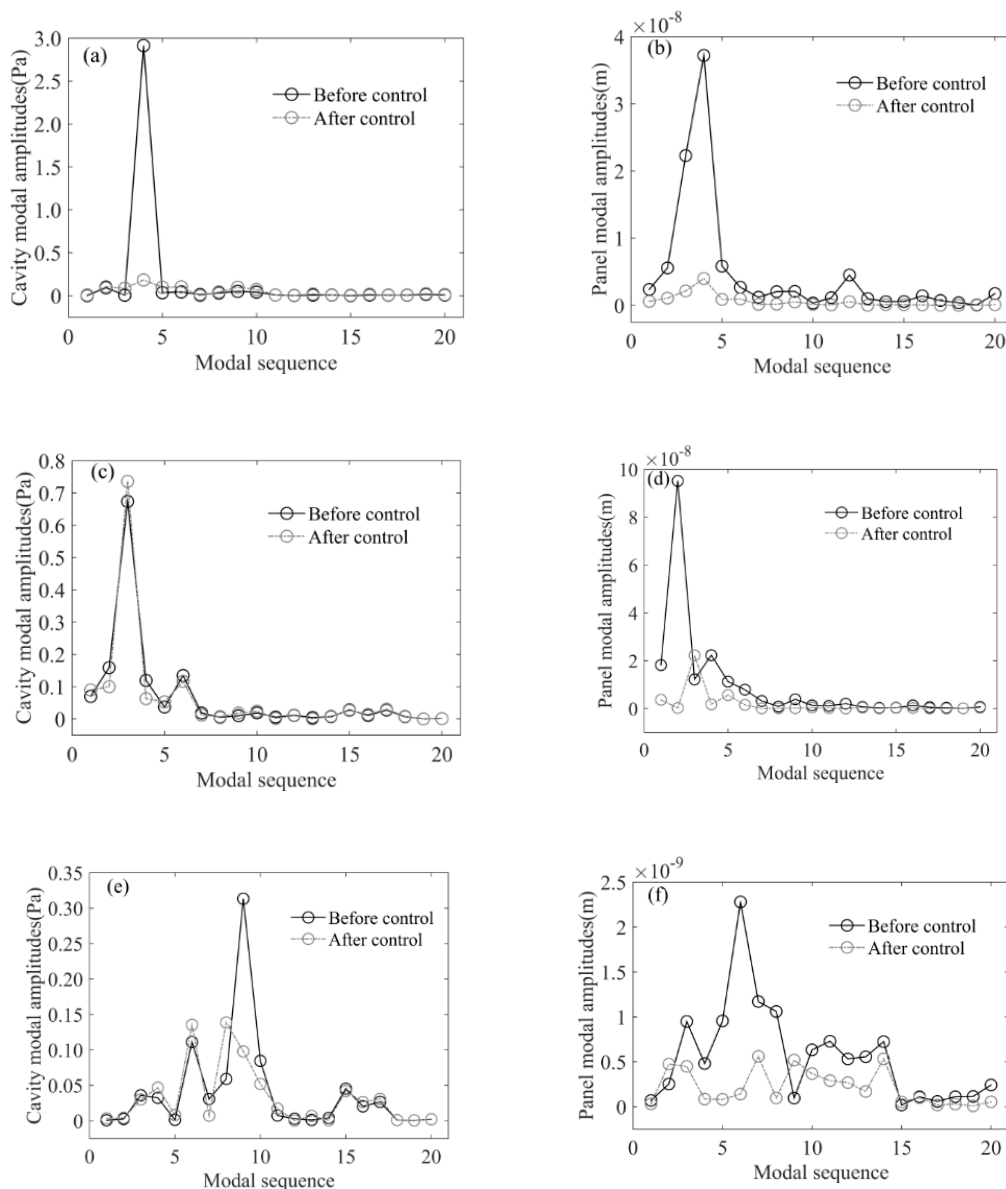 (a)
3.0
2.5
2.0
1.5
1.0
0.5
0
Cavity modal amplitudes(Pa)
Before control
After control
0 5 10 15 20
Modal sequence
×10⁻⁸
(b)
4
3
2
1
0
Panel modal amplitudes(m)
Before control
After control
0 5 10 15 20
Modal sequence
(c)
0.8
0.7
0.6
0.5
0.4
0.3
0.2
0.1
0
Cavity modal amplitudes(Pa)
Before control
After control
0 5 10 15 20
Modal sequence
×10⁻⁸
(d)
10
8
6
4
2
0
Panel modal amplitudes(m)
Before control
After control
0 5 10 15 20
Modal sequence
(e)
0.35
0.30
0.25
0.20
0.15
0.10
0.05
0
Cavity modal amplitudes(Pa)
Before control
After control
0 5 10 15 20
Modal sequence
×10⁻⁹
(f)
2.5
2
1.5
1
0.5
0
Panel modal amplitudes(m)
Before control
After control
0 5 10 15 20
Modal sequence